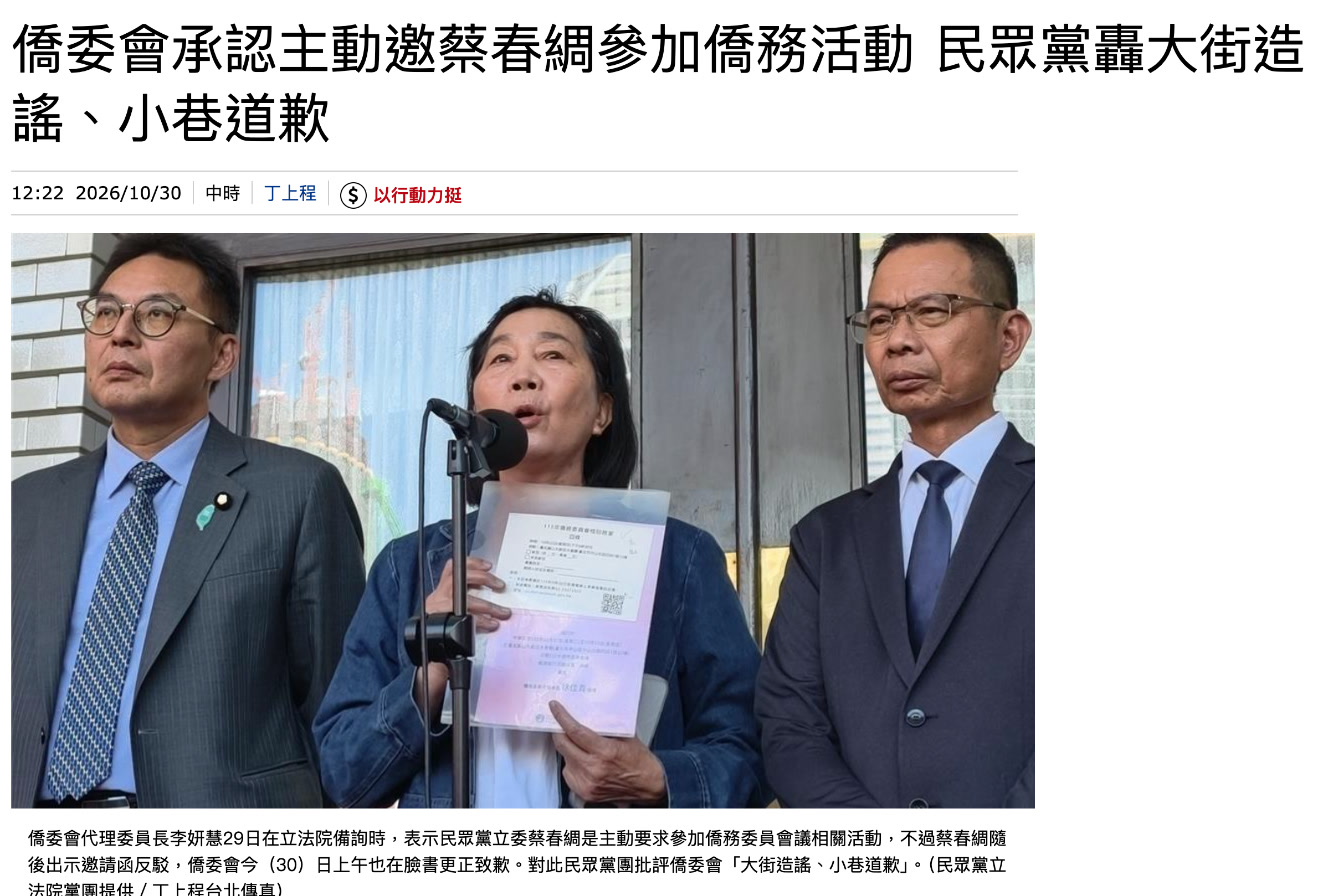 僑委會承認主動邀蔡春綢參加僑務活動 民眾黨轟大街造
謠、小巷道歉
12:22 2026/10/30 中時 丁上程 $ 以行動力挺
僑委會代理委員長李妍慧29日在立法院備詢時，表示民眾黨立委蔡春綢是主動要求參加僑務委員會議相關活動，不過蔡春綢隨
後出示邀請函反駁，僑委會今（30）日上午也在臉書更正致歉。對此民眾黨團批評僑委會「大街造謠、小巷道歉」。（民眾黨立
法院黨團提供／丁上程台北傳真）